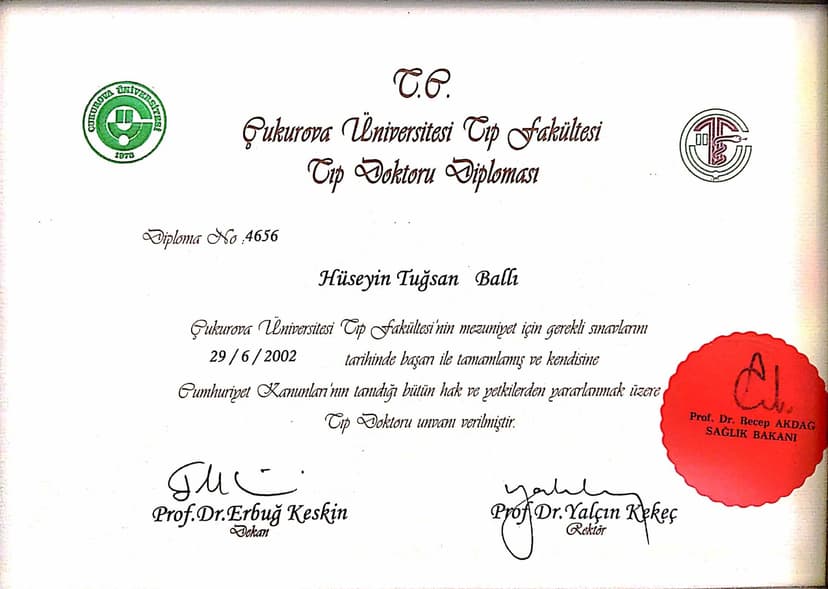 T.C.
ÇUKUROVA ÜNİVERSİTESİ
1973
Çukurova Üniversitesi Tıp Fakültesi
Tıp Doktoru Diploması
Diploma No :4656
Hüseyin Tuğsan Ballı
Çukurova Üniversitesi Tıp Fakültesi'nin mezuniyet için gerekli sınavlarını
29 / 6 / 2002 tarihinde başarı ile tamamlamış ve kendisine
Cumhuriyet Kanunları'nın tanıdığı bütün hak ve yetkilerden yararlanmak üzere
Tıp Doktoru unvanı verilmiştir.
Prof. Dr. Recep AKDAĞ
SAĞLIK BAKANI
Prof.Dr.Erbuğ Keskin
Dekan
Prof.Dr.Yalçın Kekeç
Rektör